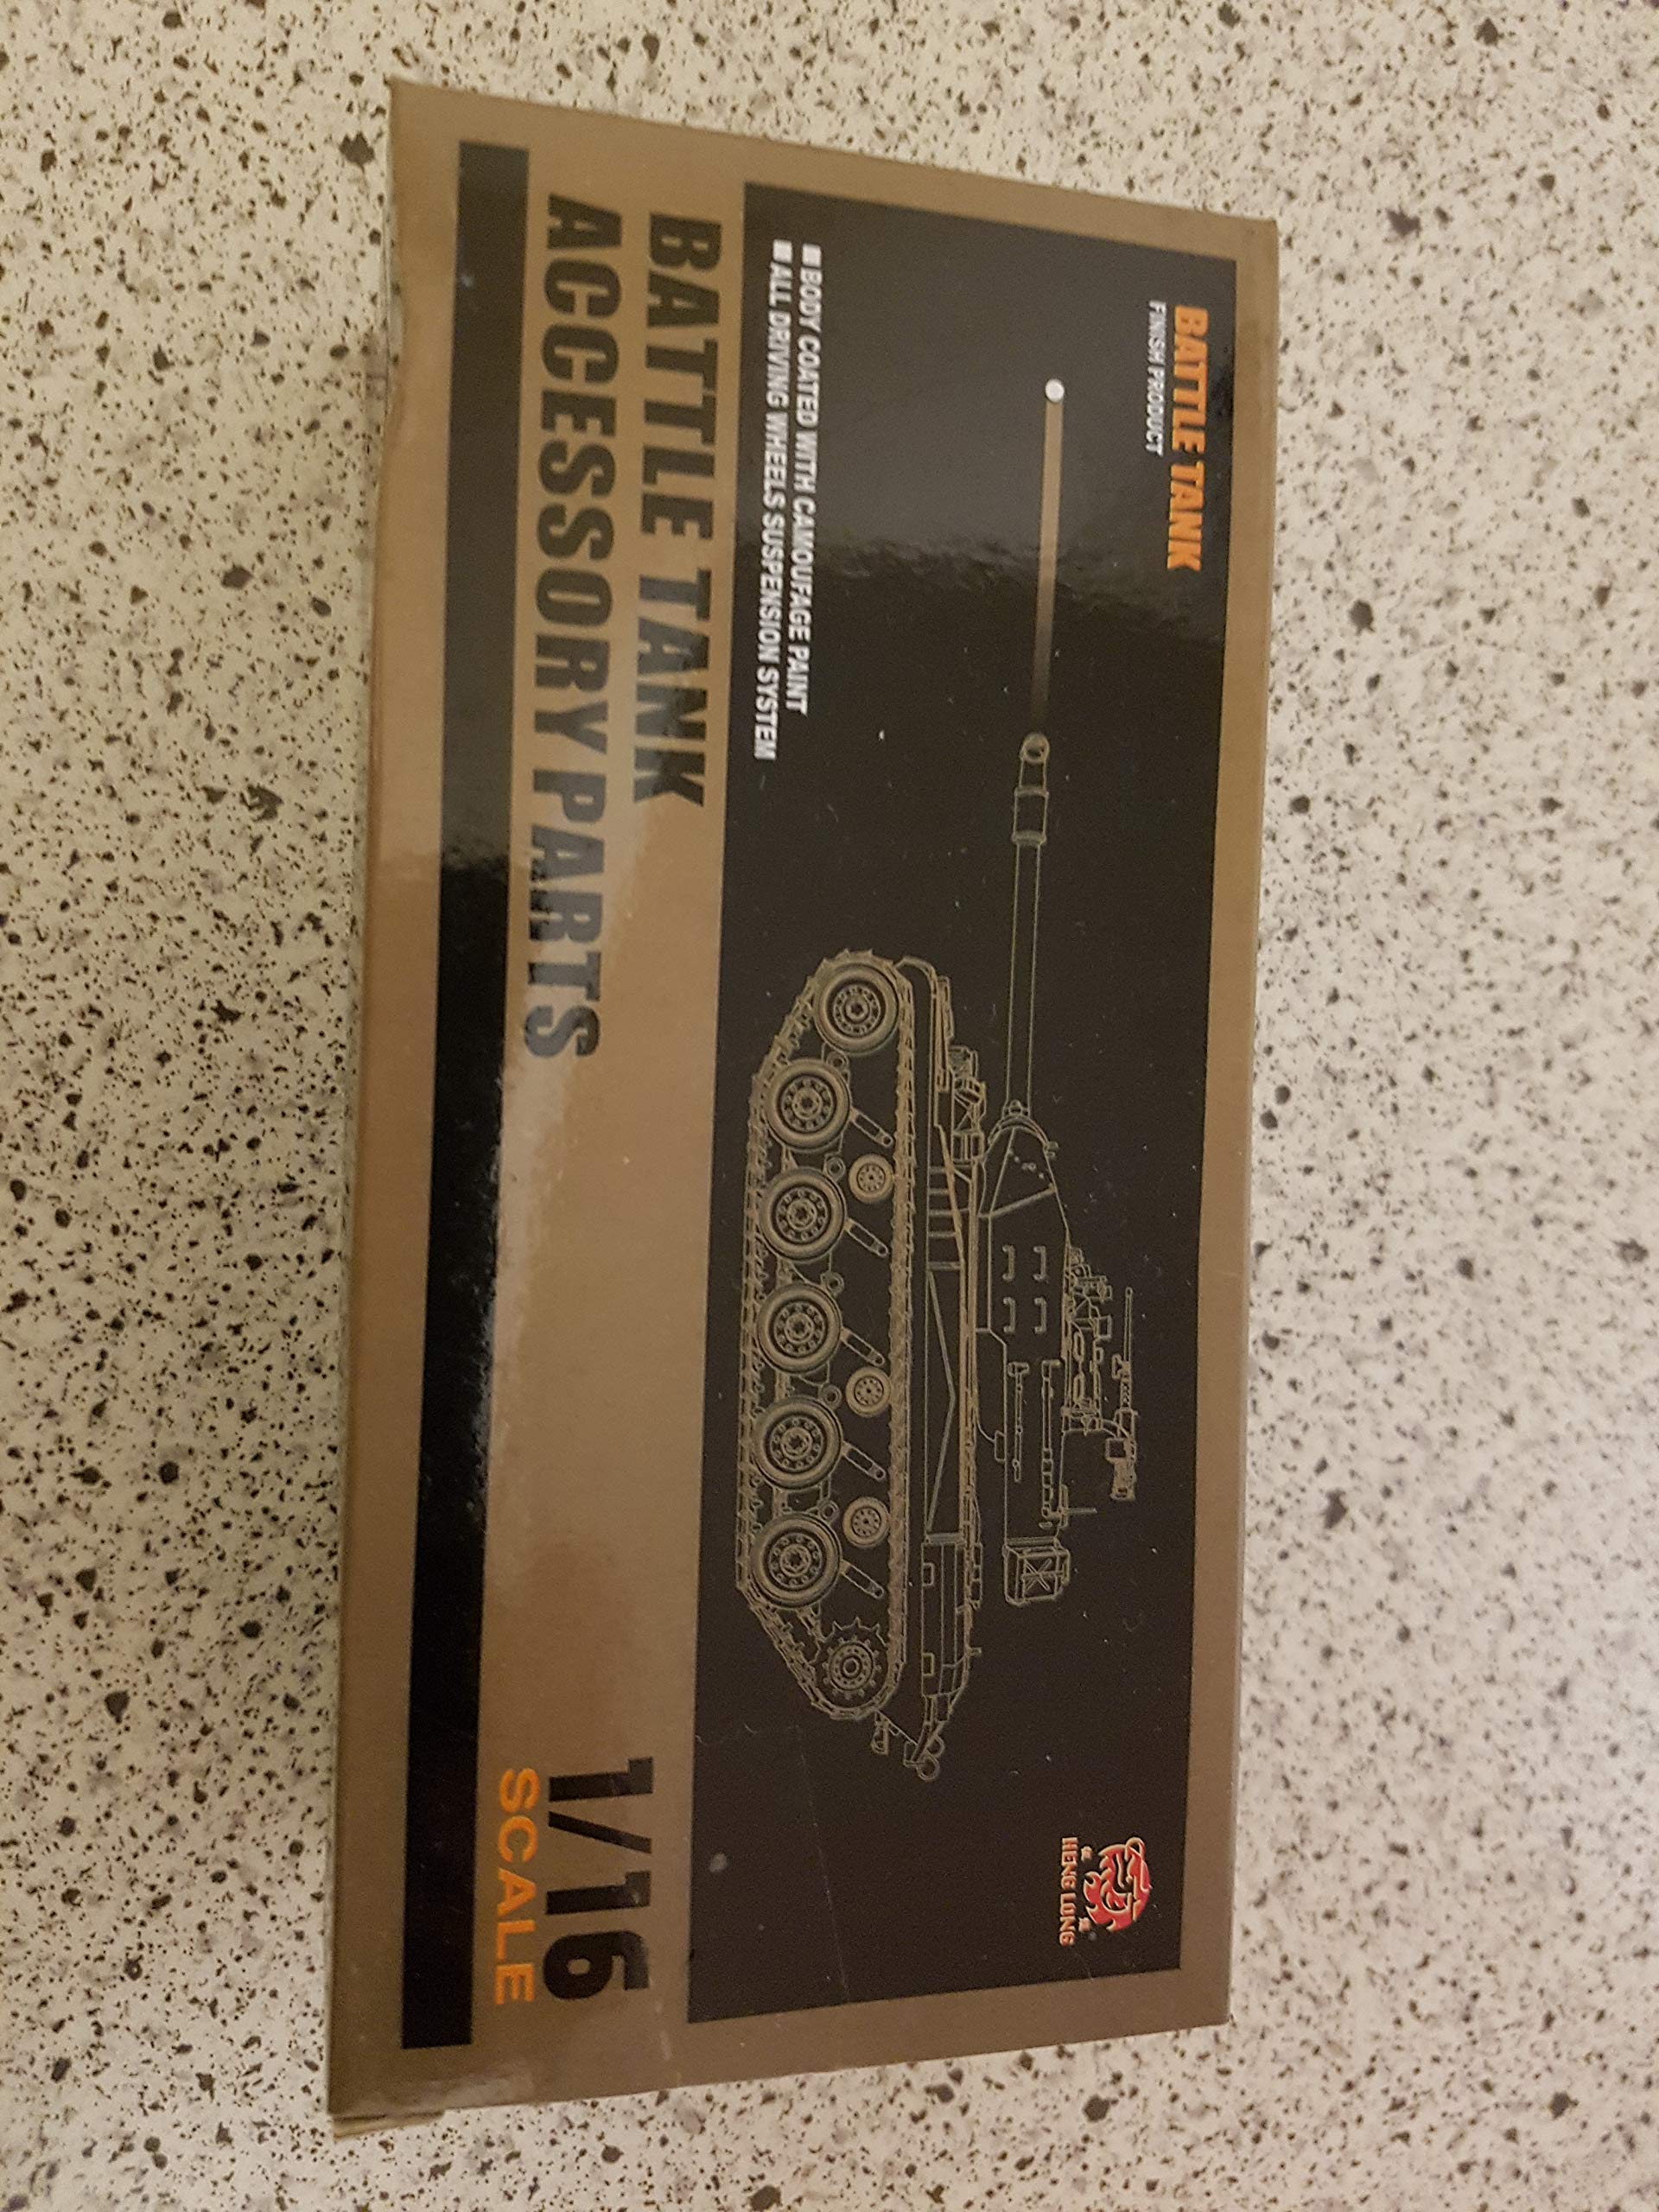 BATTLE TANK
FINISH PRODUCT
HENG LONG
■ BODY COATED WITH CAMOUFAGE PAINT
■ ALL DRIVING WHEELS SUSPENSION SYSTEM
BATTLE TANK
ACCESSORY PARTS
1/16
SCALE